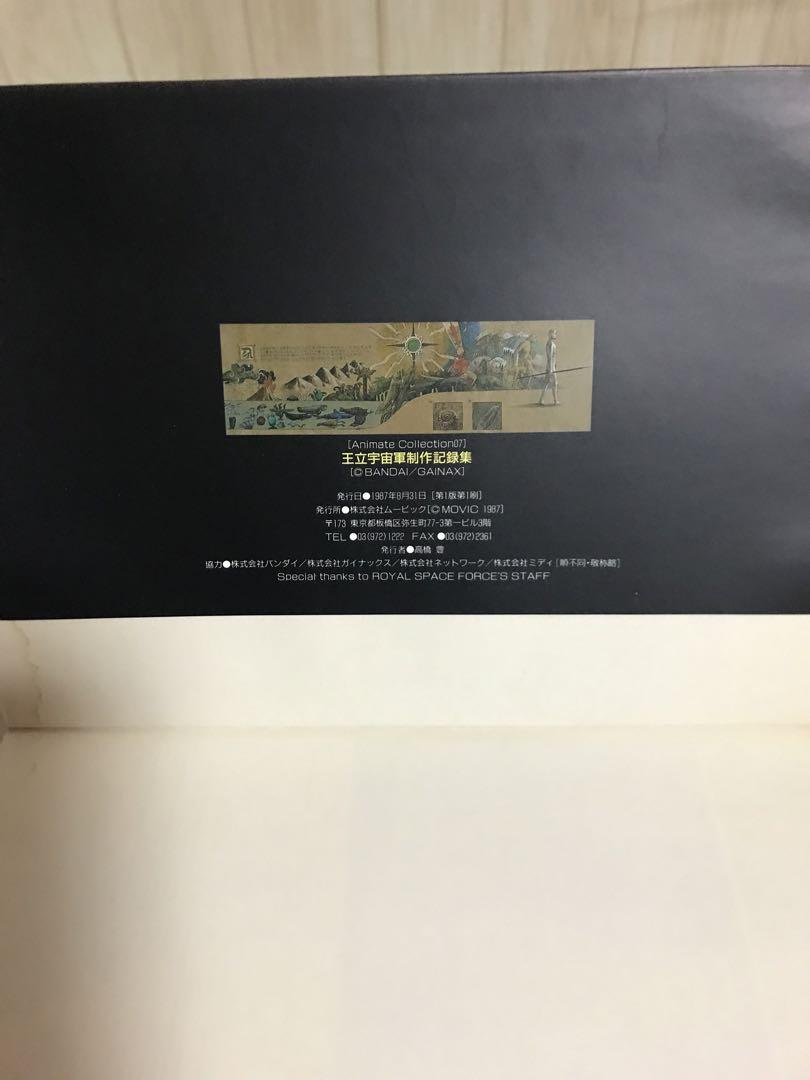 [Animate Collection07]
王立宇宙軍制作記録集
[© BANDAI/GAINAX]
発行日●1987年8月31日[第1版第1刷]
発行所●株式会社ムービック[© MOVIC 1987]
〒173 東京都板橋区弥生町77-3第一ビル3階
TEL●03(972)1222 FAX●03(972)2361
発行者●高橋 豊
協力●株式会社バンダイ/株式会社ガイナックス/株式会社ネットワーク/株式会社ミディ[順不同・敬称略]
Special thanks to ROYAL SPACE FORCE'S STAFF